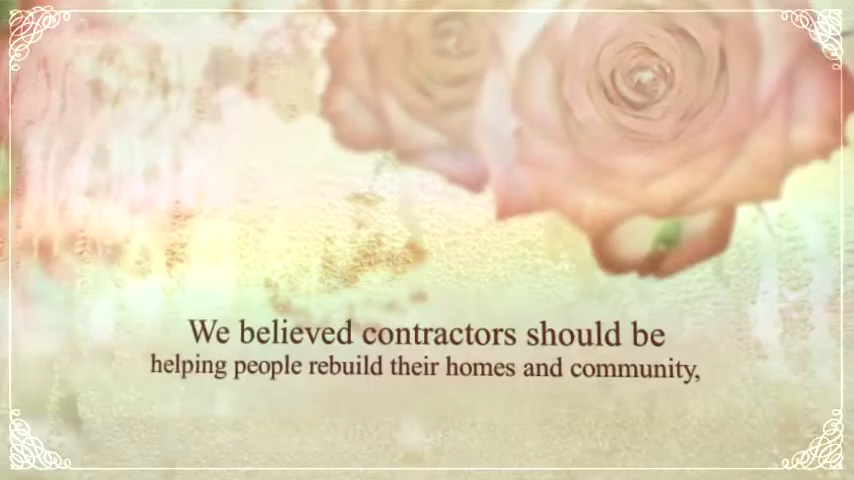 We believed contractors should be
helping people rebuild their homes and community,